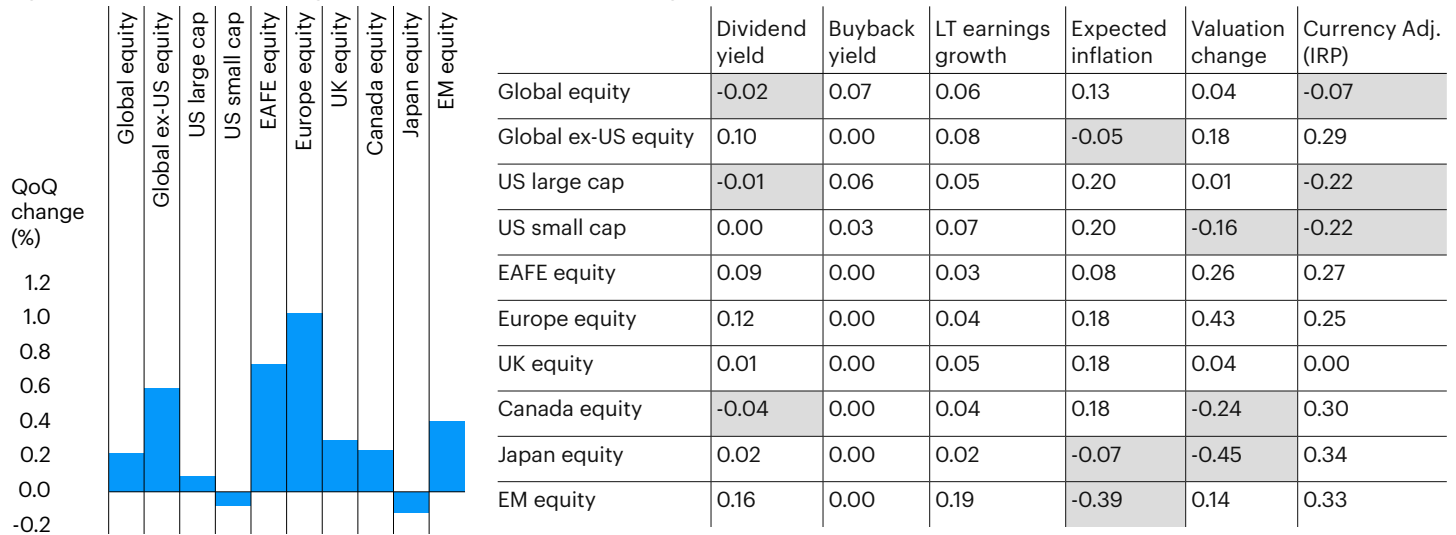 Global equity
Global ex-US equity
US large cap
US small cap
EAFE equity
Europe equity
UK equity
Canada equity
Japan equity
EM equity
QoQ
change
(%)
1.2
1.0
0.8
0.6
0.4
0.2
0.0
-0.2
Dividend yield Buyback yield LT earnings growth Expected inflation Valuation change Currency Adj. (IRP)
Global equity -0.02 0.07 0.06 0.13 0.04 -0.07
Global ex-US equity 0.10 0.00 0.08 -0.05 0.18 0.29
US large cap -0.01 0.06 0.05 0.20 0.01 -0.22
US small cap 0.00 0.03 0.07 0.20 -0.16 -0.22
EAFE equity 0.09 0.00 0.03 0.08 0.26 0.27
Europe equity 0.12 0.00 0.04 0.18 0.43 0.25
UK equity 0.01 0.00 0.05 0.18 0.04 0.00
Canada equity -0.04 0.00 0.04 0.18 -0.24 0.30
Japan equity 0.02 0.00 0.02 -0.07 -0.45 0.34
EM equity 0.16 0.00 0.19 -0.39 0.14 0.33